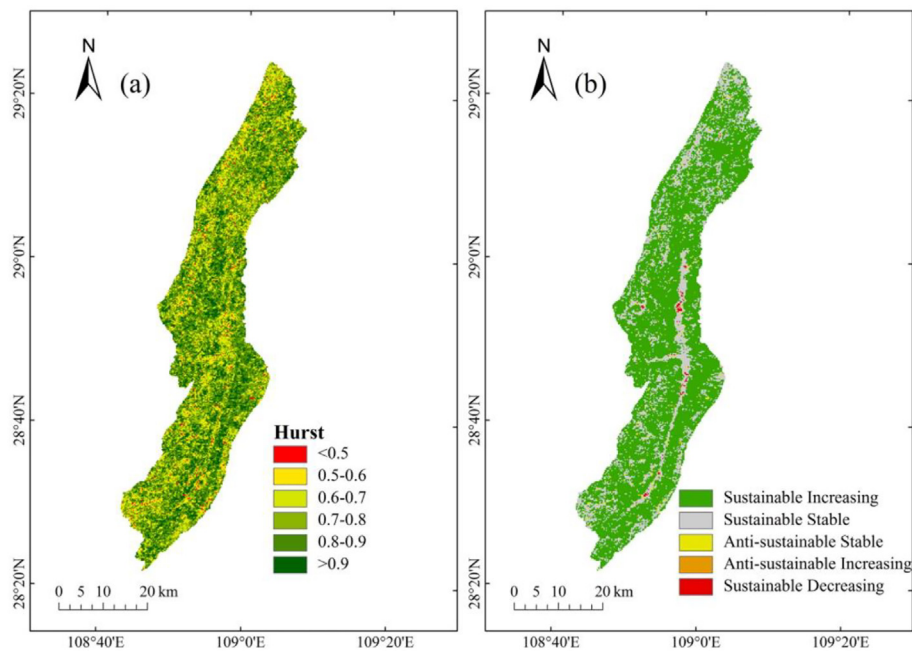 N
(a)
29°20'N
29°0'N
28°40'N
28°20'N
Hurst
<0.5
0.5-0.6
0.6-0.7
0.7-0.8
0.8-0.9
>0.9
0 5 10 20 km
108°40'E 109°0'E 109°20'E
N
(b)
29°20'N
29°0'N
28°40'N
28°20'N
Sustainable Increasing
Sustainable Stable
Anti-sustainable Stable
Anti-sustainable Increasing
Sustainable Decreasing
0 5 10 20 km
108°40'E 109°0'E 109°20'E